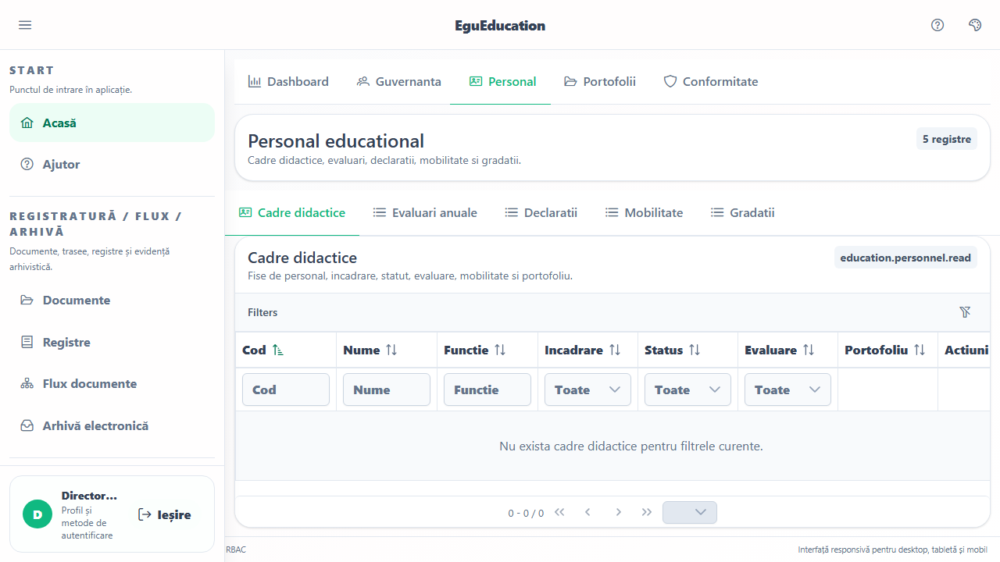 EguEducation
START
Punctul de intrare în aplicație.
Acasă
Ajutor
REGISTRATURĂ / FLUX /
ARHIVĂ
Documente, trasee, registre și evidență
arhivistică.
Documente
Registre
Flux documente
Arhivă electronică
D
Director...
Profil și
metode de
autentificare
Ieșire
Dashboard
Guvernanta
Personal
Portofolii
Conformitate
Personal educational
5 registre
Cadre didactice, evaluari, declaratii, mobilitate si gradatii.
Cadre didactice
Evaluari anuale
Declaratii
Mobilitate
Gradatii
Cadre didactice
education.personnel.read
Fise de personal, incadrare, statut, evaluare, mobilitate si portofoliu.
Filters
Cod Nume Functie Incadrare Status Evaluare Portofoliu Actiuni
Cod Nume Functie Toate Toate Toate
Nu exista cadre didactice pentru filtrele curente.
0 - 0 / 0
RBAC
Interfață responsivă pentru desktop, tabletă și mobil